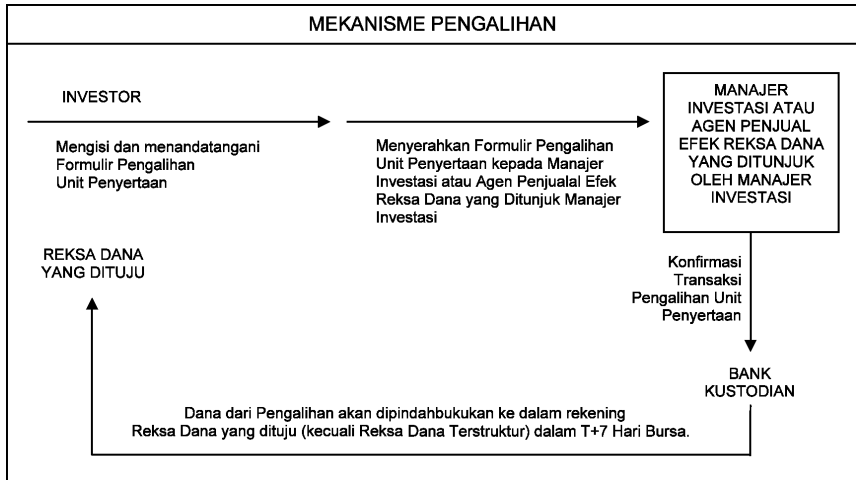 MEKANISME PENGALIHAN
INVESTOR
Mengisi dan menandatangani
Formulir Pengalihan
Unit Penyertaan
Menyerahkan Formulir Pengalihan
Unit Penyertaan kepada Manajer
Investasi atau Agen Penjualal Efek
Reksa Dana yang Ditunjuk Manajer
Investasi
MANAJER
INVESTASI ATAU
AGEN PENJUAL
EFEK REKSA DANA
YANG DITUNJUK
OLEH MANAJER
INVESTASI
Konfirmasi
Transaksi
Pengalihan Unit
Penyertaan
BANK
KUSTODIAN
Dana dari Pengalihan akan dipindahbukukan ke dalam rekening
Reksa Dana yang dituju (kecuali Reksa Dana Terstruktur) dalam T+7 Hari Bursa.
REKSA DANA
YANG DITUJU